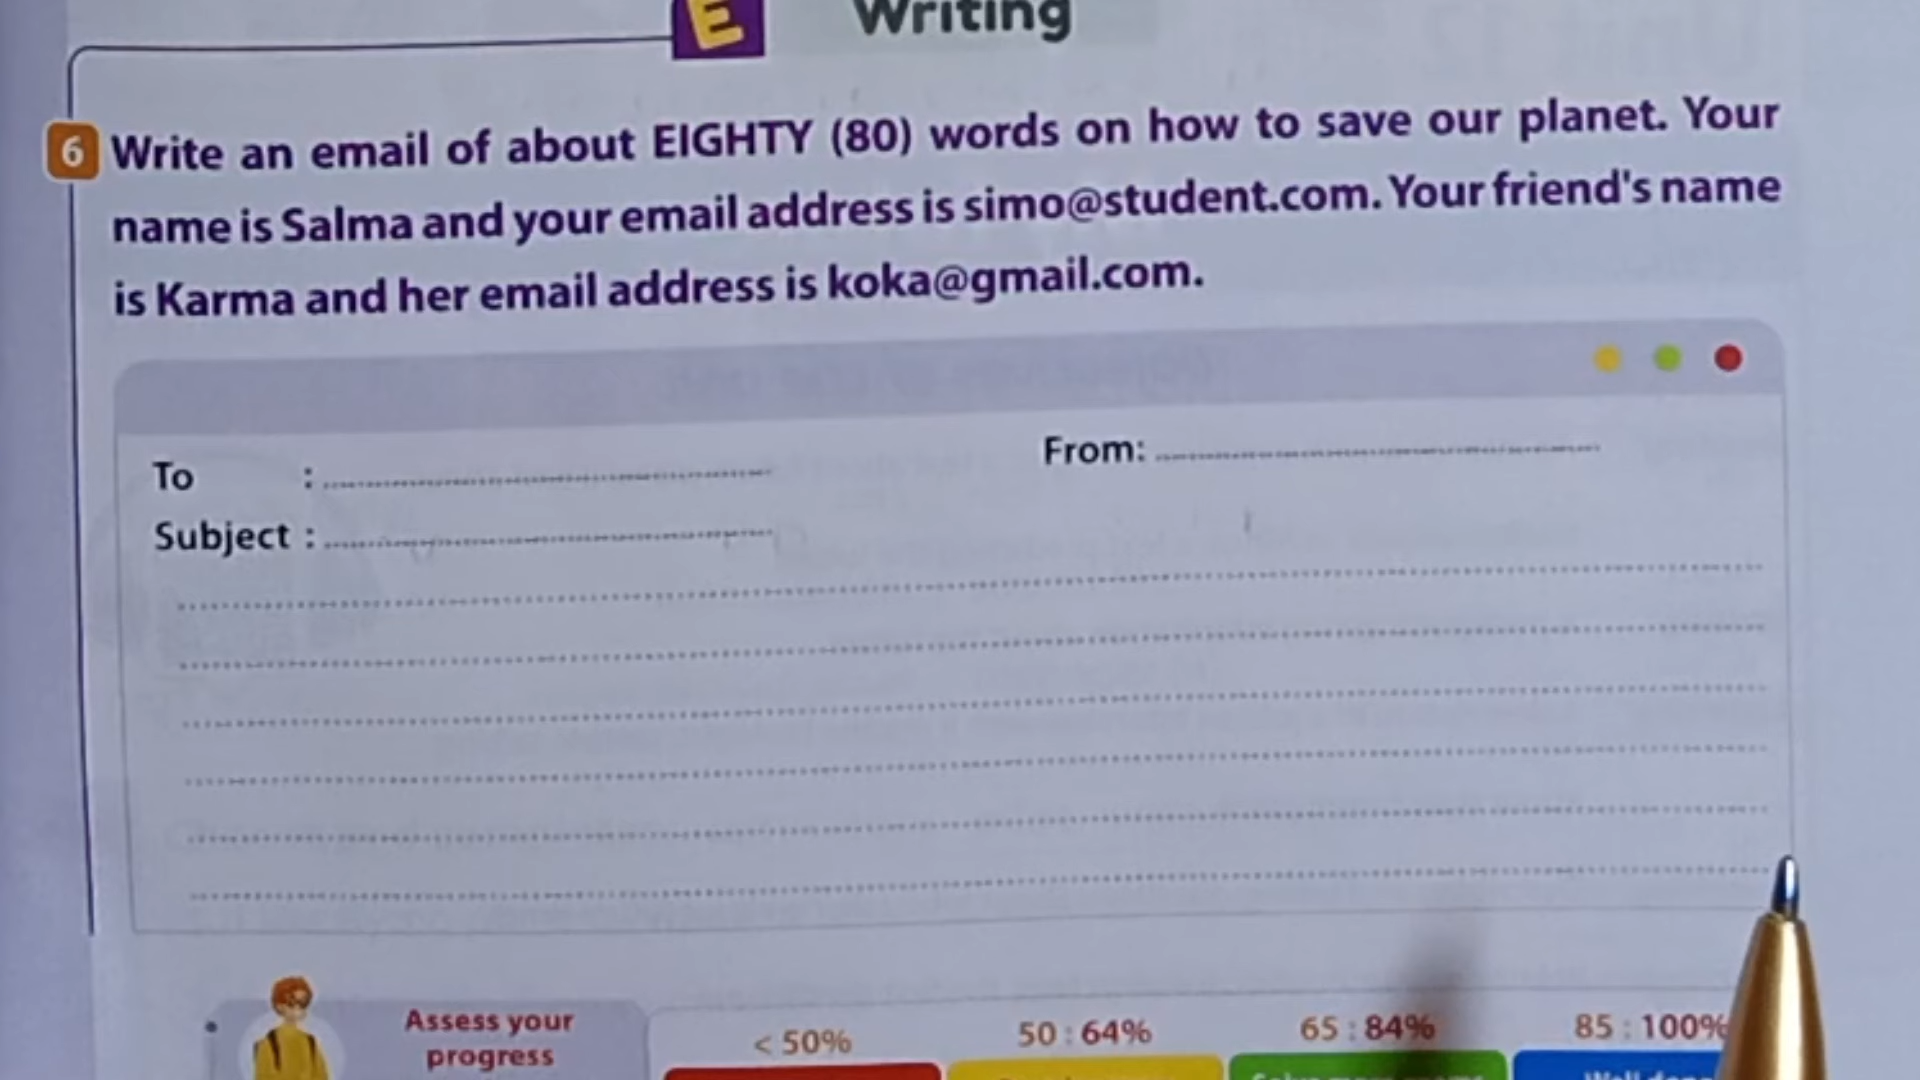 E Writing
6 Write an email of about EIGHTY (80) words on how to save our planet. Your
name is Salma and your email address is simo@student.com. Your friend's name
is Karma and her email address is koka@gmail.com.
To : From:
Subject :
Assess your
progress
< 50% 50 : 64% 65 : 84% 85 : 100%